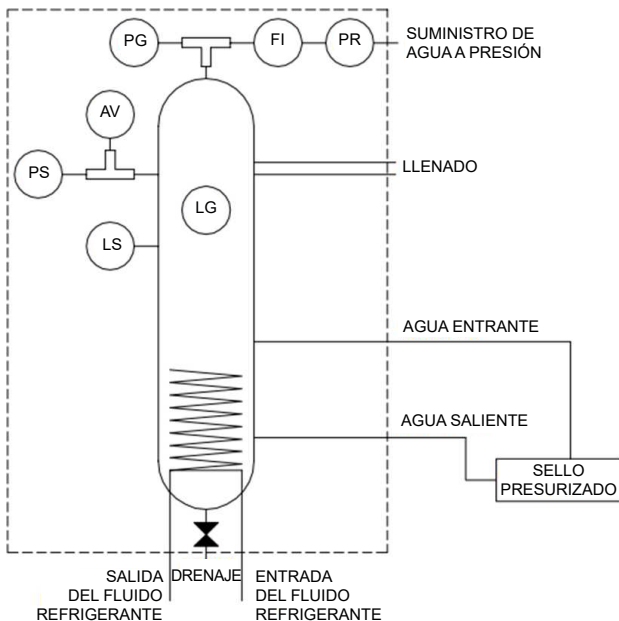 PG
FI
PR
SUMINISTRO DE
AGUA A PRESIÓN
AV
PS
LLENADO
LG
LS
AGUA ENTRANTE
AGUA SALIENTE
SELLO
PRESURIZADO
SALIDA
DEL FLUIDO
REFRIGERANTE
DRENAJE
ENTRADA
DEL FLUIDO
REFRIGERANTE